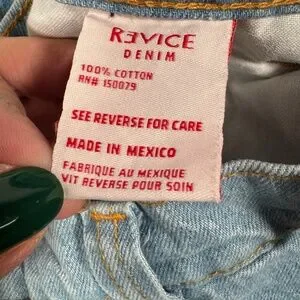 REVICE
DENIM
100% COTTON
RN# 150079
SEE REVERSE FOR CARE
MADE IN MEXICO
FABRIQUE AU MEXIQUE
VIT REVERSE POUR SOIN